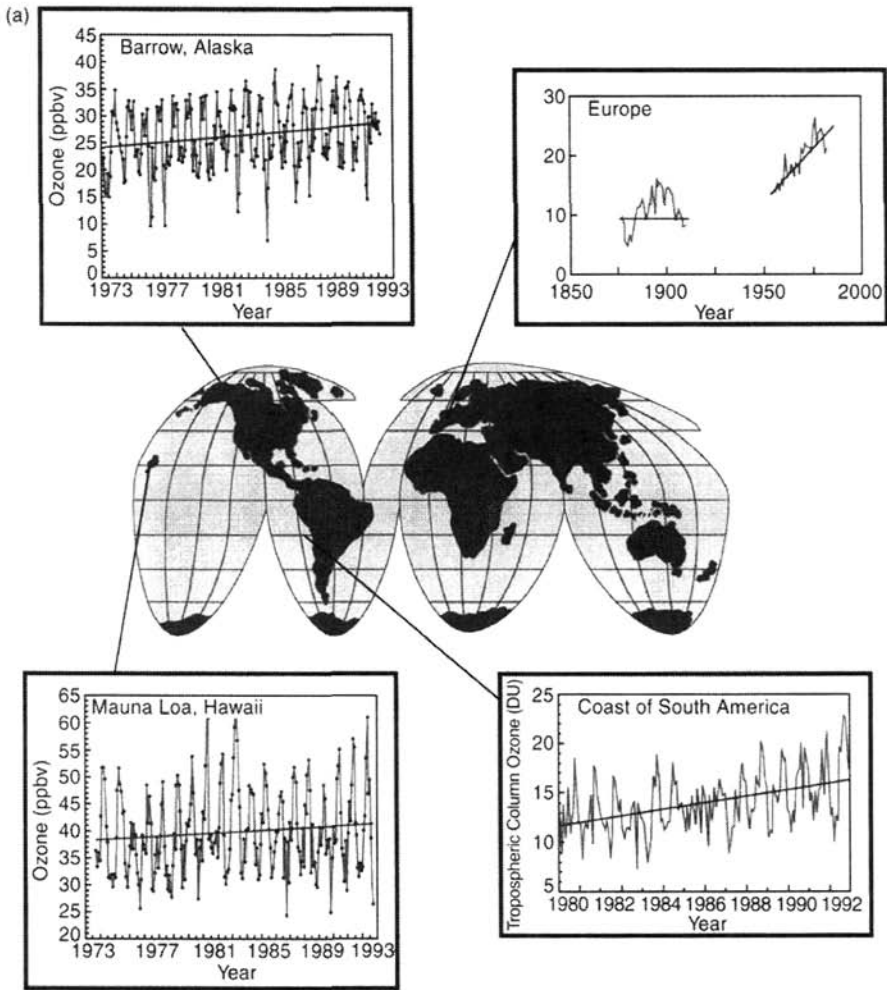 (a)
Barrow, Alaska
Ozone (ppbv)
45
40
35
30
25
20
15
10
5
0
1973 1977 1981 1985 1989 1993
Year
Europe
30
20
10
0
1850 1900 1950 2000
Year
Mauna Loa, Hawaii
Ozone (ppbv)
65
60
55
50
45
40
35
30
25
20
1973 1977 1981 1985 1989 1993
Year
Coast of South America
Tropospheric Column Ozone (DU)
25
20
15
10
5
1980 1982 1984 1986 1988 1990 1992
Year